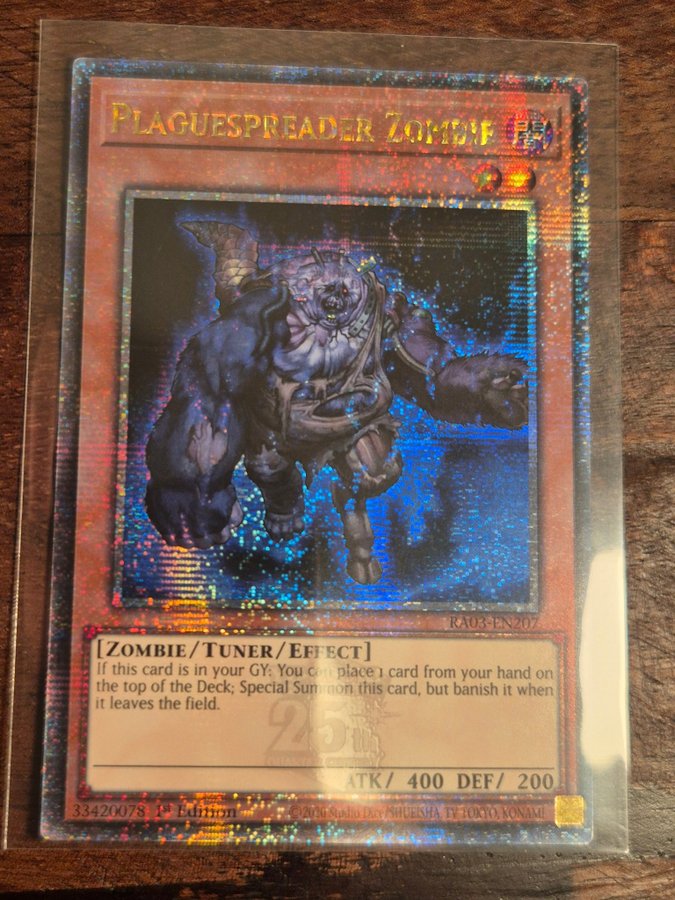 PLAGUESPREADER ZOMBIE
RA03-EN207
[ZOMBIE/TUNER/EFFECT]
If this card is in your GY: You can place 1 card from your hand on
the top of the Deck; Special Summon this card, but banish it when
it leaves the field.
25th
QUARTER CENTURY
ATK/ 400 DEF/ 200
33420078 1st Edition
©2020 Studio Dice/SHUEISHA, TV TOKYO, KONAMI